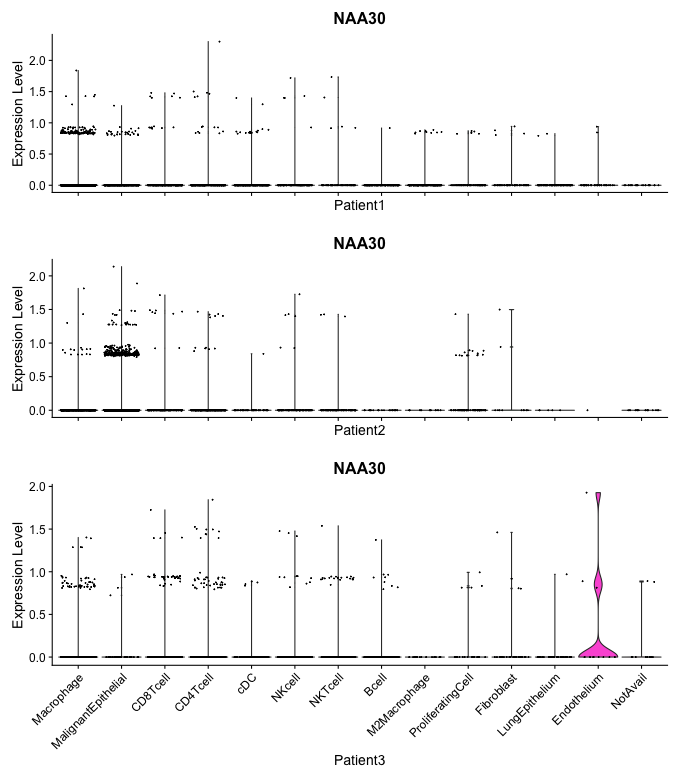 NAA30
Expression Level
2.0
1.5
1.0
0.5
0.0
Patient1
NAA30
Expression Level
2.0
1.5
1.0
0.5
0.0
Patient2
NAA30
Expression Level
2.0
1.5
1.0
0.5
0.0
Macrophage
MalignantEpithelial
CD8Tcell
CD4Tcell
cDC
NKcell
NKTcell
Bcell
M2Macrophage
ProliferatingCell
Fibroblast
LungEpithelium
Endothelium
NotAvail
Patient3